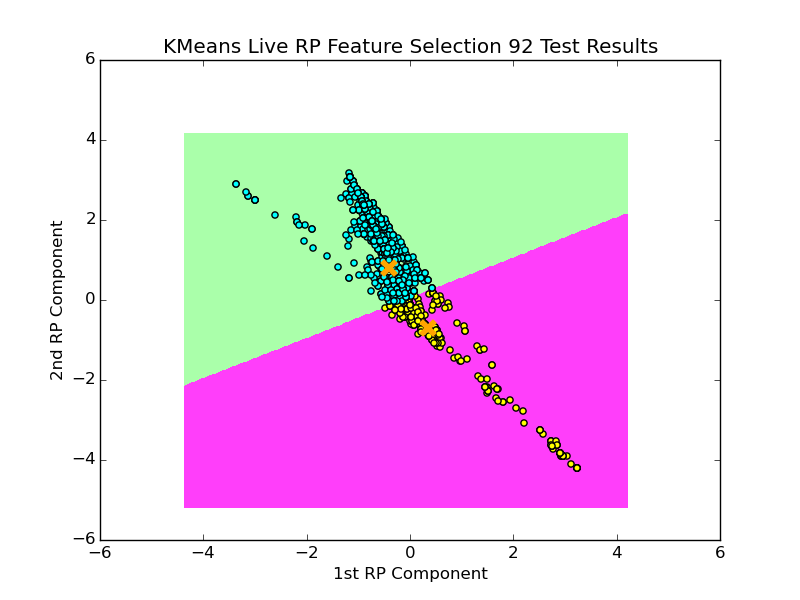 KMeans Live RP Feature Selection 92 Test Results
6
4
2
0
−2
−4
−6
2nd RP Component
−6 −4 −2 0 2 4 6
1st RP Component